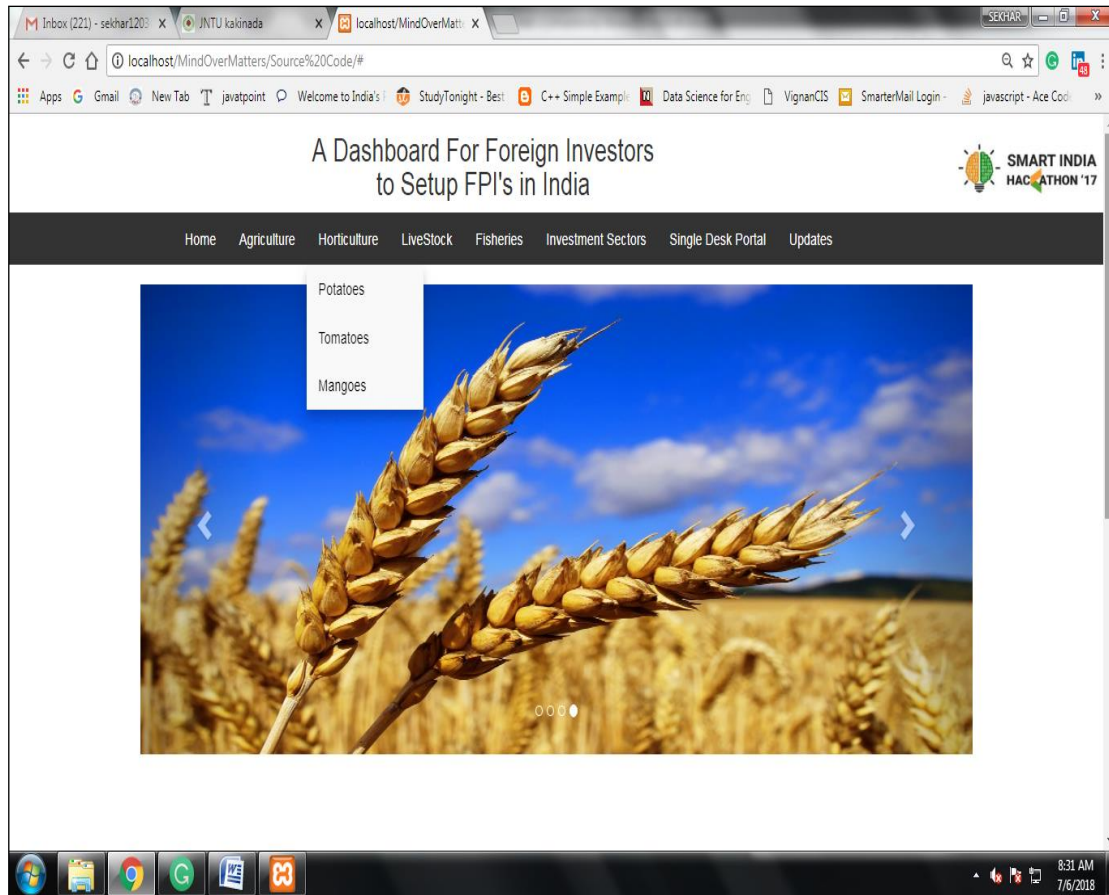 Inbox (221) - sekhar120
JNTU kakinada
localhost/MindOverMatt
SEKHAR
localhost/MindOverMatters/Source%20Code/#
48
Apps Gmail New Tab javatpoint Welcome to India's StudyTonight - Best C++ Simple Example Data Science for Eng VignanCIS SmarterMail Login - javascript - Ace Cod »
A Dashboard For Foreign Investors
to Setup FPI's in India
SMART INDIA
HACKATHON '17
Home Agriculture Horticulture LiveStock Fisheries Investment Sectors Single Desk Portal Updates
Potatoes
Tomatoes
Mangoes
8:31 AM
7/6/2018